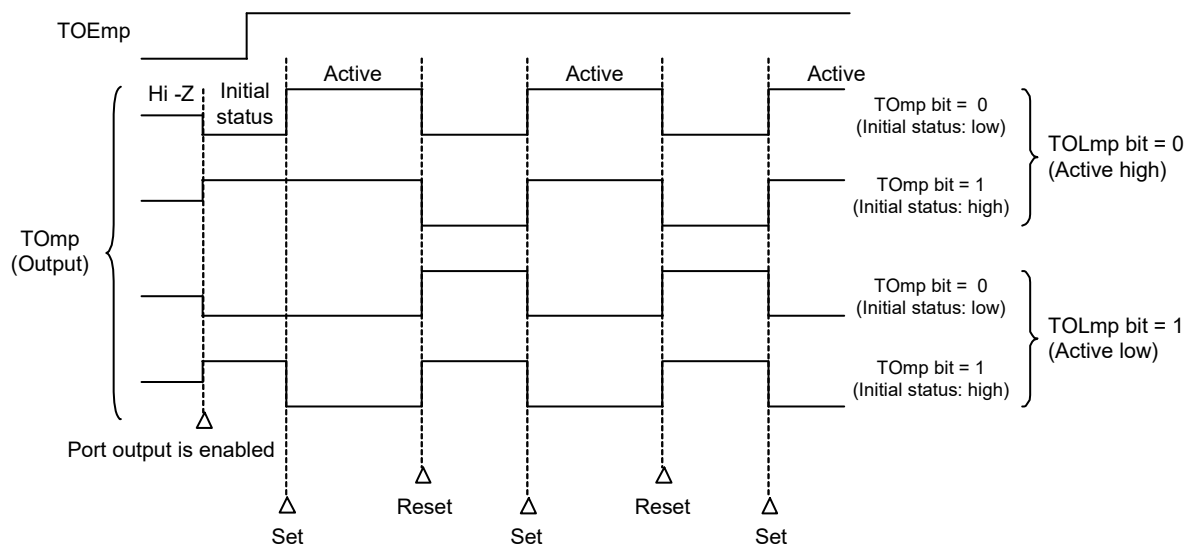 TOEmp
Active
Active
Active
Hi -Z
Initial
status
TOmp bit = 0
(Initial status: low)
TOLmp bit = 0
(Active high)
TOmp bit = 1
(Initial status: high)
TOmp
(Output)
TOmp bit = 0
(Initial status: low)
TOLmp bit = 1
(Active low)
TOmp bit = 1
(Initial status: high)
Port output is enabled
Reset
Reset
Set
Set
Set